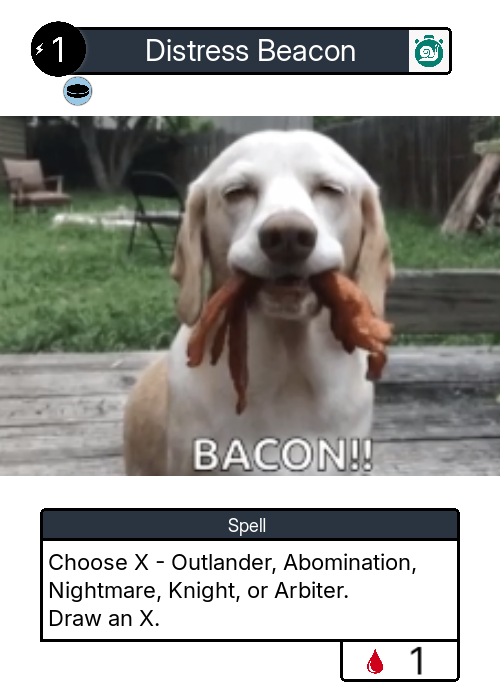 1
Distress Beacon
BACON!!
Spell
Choose X - Outlander, Abomination,
Nightmare, Knight, or Arbiter.
Draw an X.
1